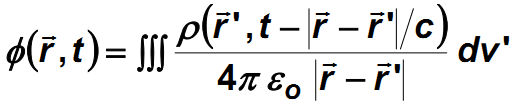 ϕ(r⃗,t) = ∭ ρ(r⃗',t−|r⃗−r⃗'|/c) / 4π ε₀ |r⃗−r⃗'| dv'